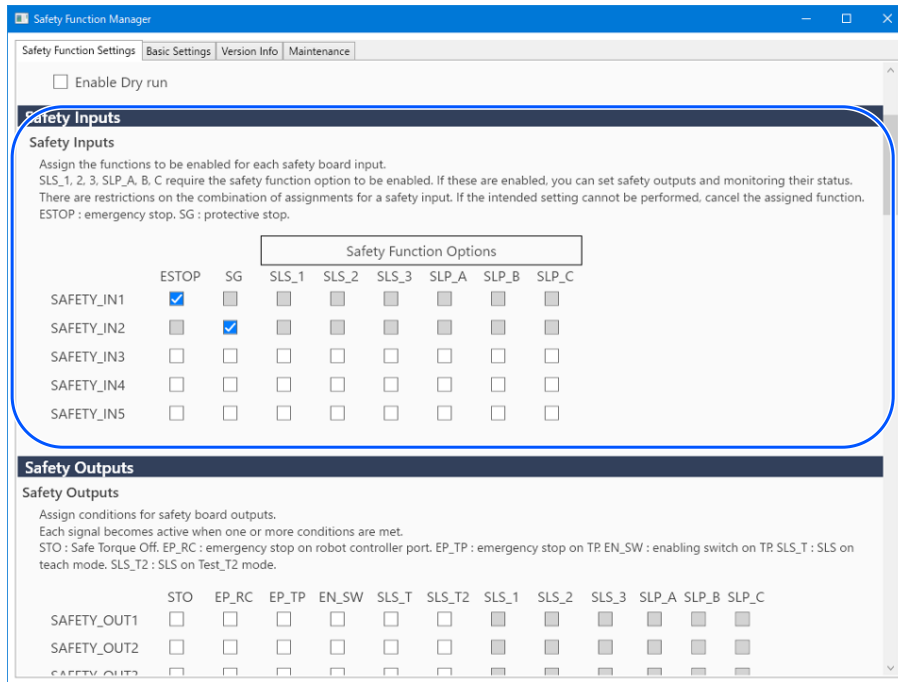 Safety Function Manager
Safety Function Settings Basic Settings Version Info Maintenance
Enable Dry run
Safety Inputs
Safety Inputs
Assign the functions to be enabled for each safety board input.
SLS_1, 2, 3, SLP_A, B, C require the safety function option to be enabled. If these are enabled, you can set safety outputs and monitoring their status.
There are restrictions on the combination of assignments for a safety input. If the intended setting cannot be performed, cancel the assigned function.
ESTOP : emergency stop. SG : protective stop.
Safety Function Options
ESTOP SG SLS_1 SLS_2 SLS_3 SLP_A SLP_B SLP_C
SAFETY_IN1
SAFETY_IN2
SAFETY_IN3
SAFETY_IN4
SAFETY_IN5
Safety Outputs
Safety Outputs
Assign conditions for safety board outputs.
Each signal becomes active when one or more conditions are met.
STO : Safe Torque Off. EP_RC : emergency stop on robot controller port. EP_TP : emergency stop on TP. EN_SW : enabling switch on TP. SLS_T : SLS on
teach mode. SLS_T2 : SLS on Test_T2 mode.
STO EP_RC EP_TP EN_SW SLS_T SLS_T2 SLS_1 SLS_2 SLS_3 SLP_A SLP_B SLP_C
SAFETY_OUT1
SAFETY_OUT2
SAFETY_OUT3